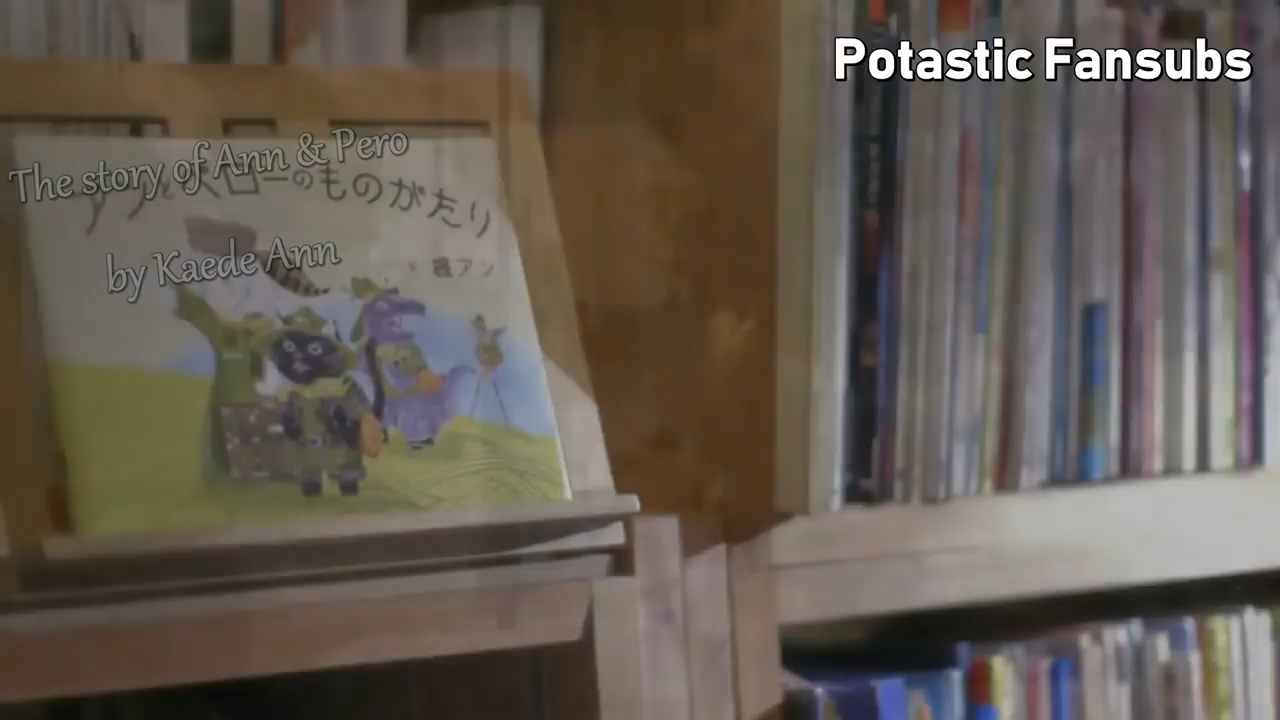 Potastic Fansubs
The story of Ann & Pero
アンとペローのものがたり
by Kaede Ann
楓アン